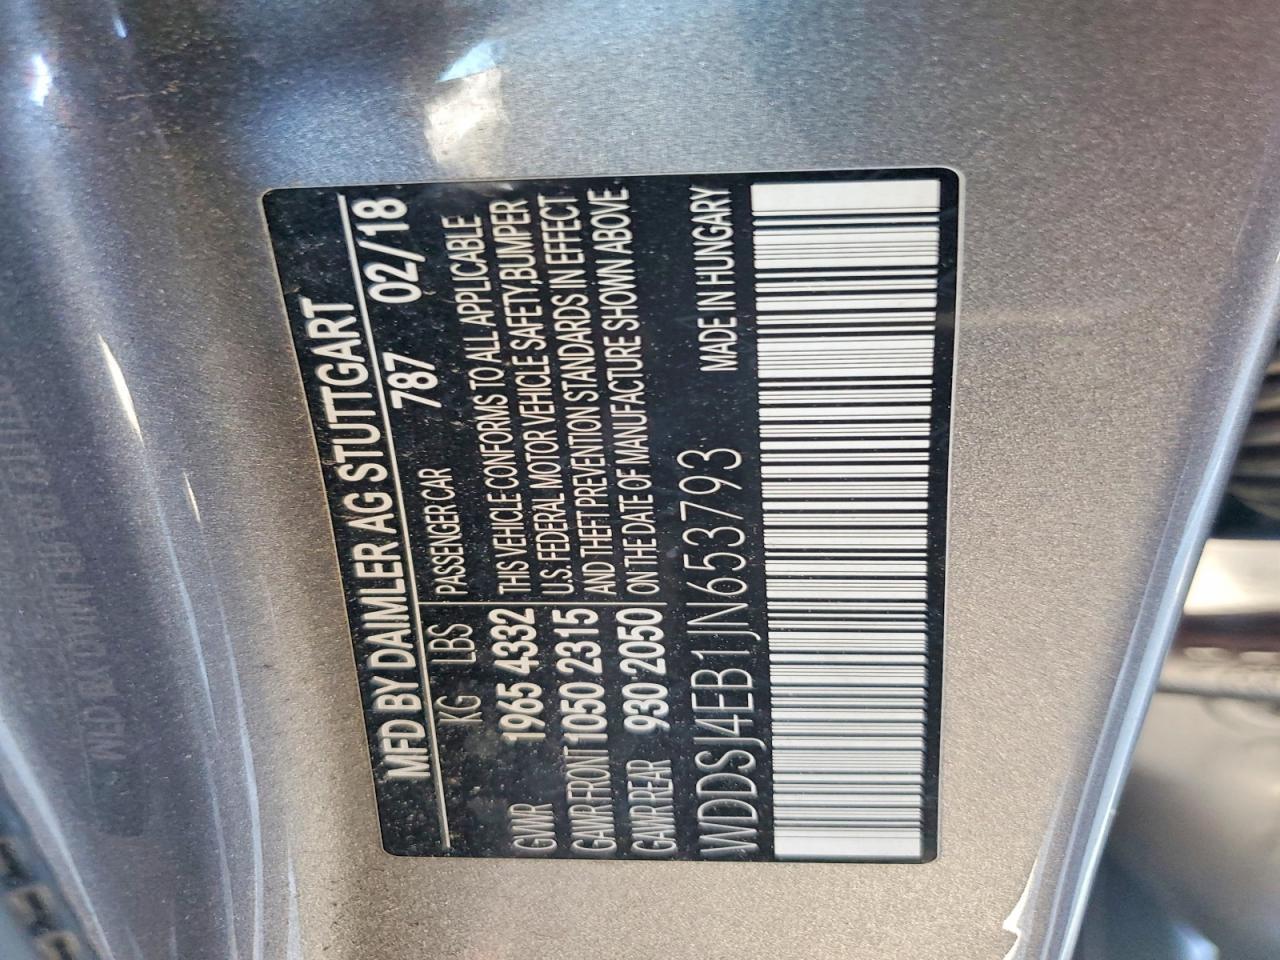 MFD BY DAIMLER AG STUTTGART
787 02/18
KG LBS PASSENGER CAR
GVWR 1965 4332 THIS VEHICLE CONFORMS TO ALL APPLICABLE
GAWR FRONT 1050 2315 U.S. FEDERAL MOTOR VEHICLE SAFETY,BUMPER
GAWR REAR 930 2050 AND THEFT PREVENTION STANDARDS IN EFFECT
ON THE DATE OF MANUFACTURE SHOWN ABOVE.
WDDSJ4EB1JN653793 MADE IN HUNGARY